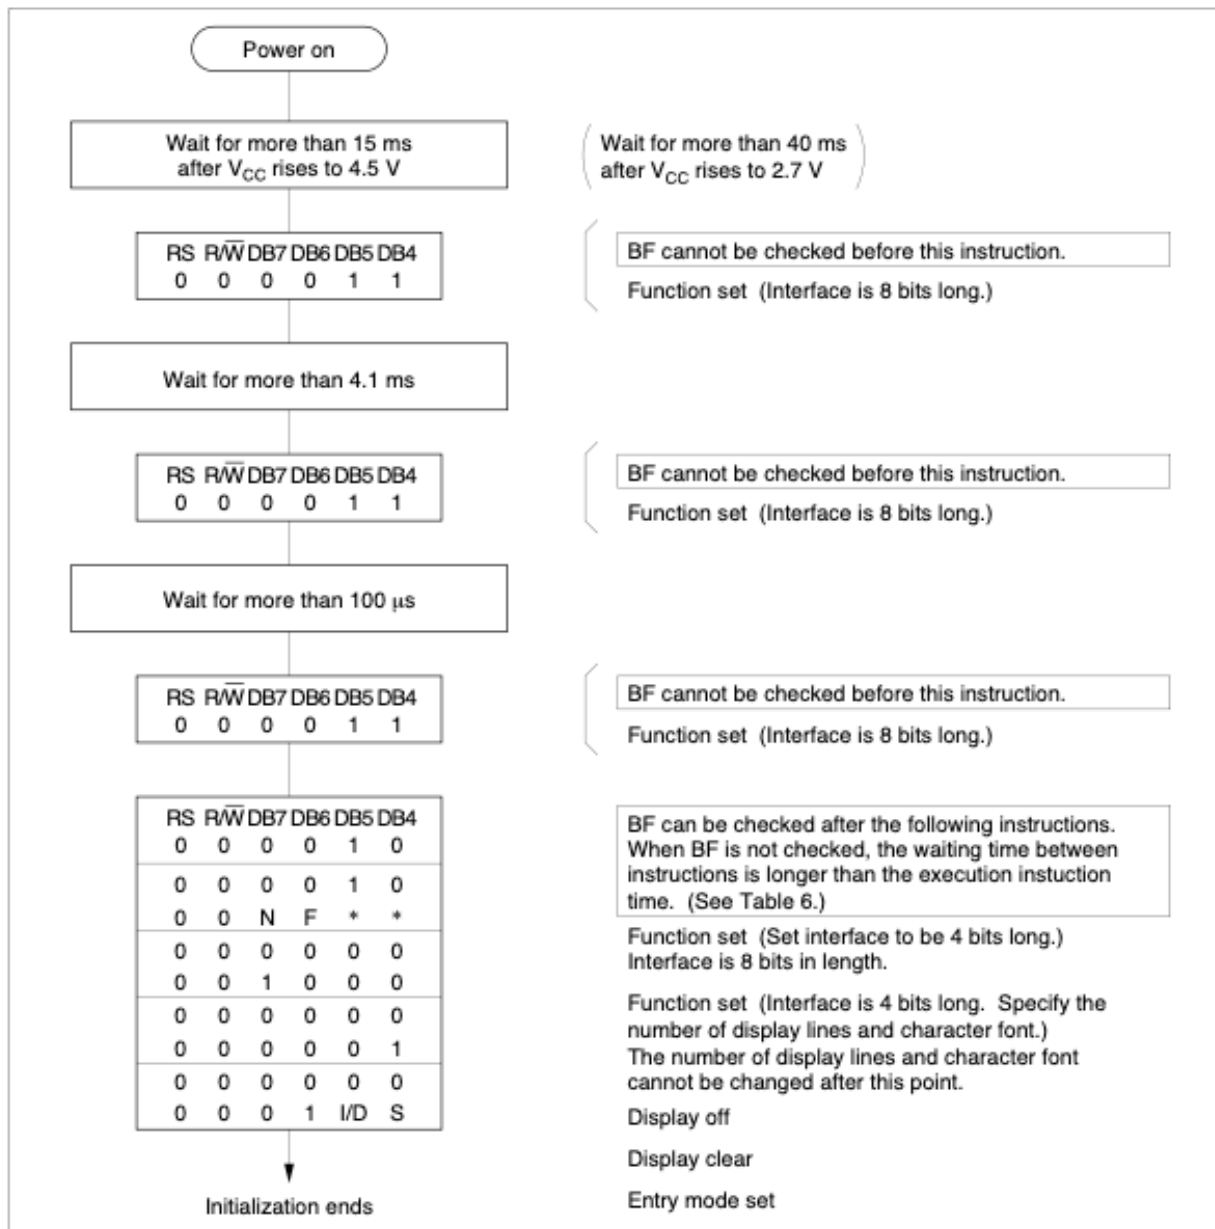 Power on
Wait for more than 15 ms
after VCC rises to 4.5 V
Wait for more than 40 ms
after VCC rises to 2.7 V
RS R/W̅ DB7 DB6 DB5 DB4
0 0 0 0 1 1
BF cannot be checked before this instruction.
Function set (Interface is 8 bits long.)
Wait for more than 4.1 ms
RS R/W̅ DB7 DB6 DB5 DB4
0 0 0 0 1 1
BF cannot be checked before this instruction.
Function set (Interface is 8 bits long.)
Wait for more than 100 µs
RS R/W̅ DB7 DB6 DB5 DB4
0 0 0 0 1 1
BF cannot be checked before this instruction.
Function set (Interface is 8 bits long.)
RS R/W̅ DB7 DB6 DB5 DB4
0 0 0 0 1 0
0 0 0 0 1 0
0 0 N F * *
0 0 0 0 0 0
0 0 1 0 0 0
0 0 0 0 0 0
0 0 0 0 0 1
0 0 0 0 0 0
0 0 0 1 I/D S
Initialization ends
BF can be checked after the following instructions.
When BF is not checked, the waiting time between
instructions is longer than the execution instuction
time. (See Table 6.)
Function set (Set interface to be 4 bits long.)
Interface is 8 bits in length.
Function set (Interface is 4 bits long. Specify the
number of display lines and character font.)
The number of display lines and character font
cannot be changed after this point.
Display off
Display clear
Entry mode set